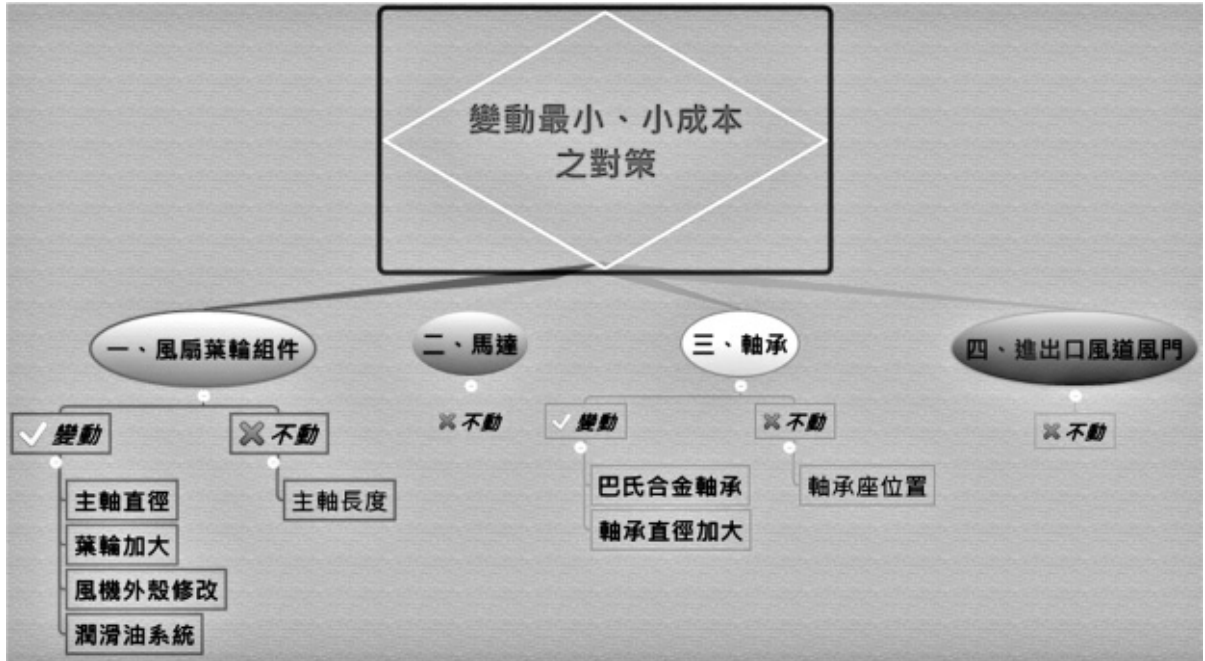 變動最小、小成本
之對策
一、風扇葉輪組件
二、馬達
三、軸承
四、進出口風道風門
變動
不動
不動
變動
不動
不動
主軸直徑
葉輪加大
風機外殼修改
潤滑油系統
主軸長度
巴氏合金軸承
軸承直徑加大
軸承座位置